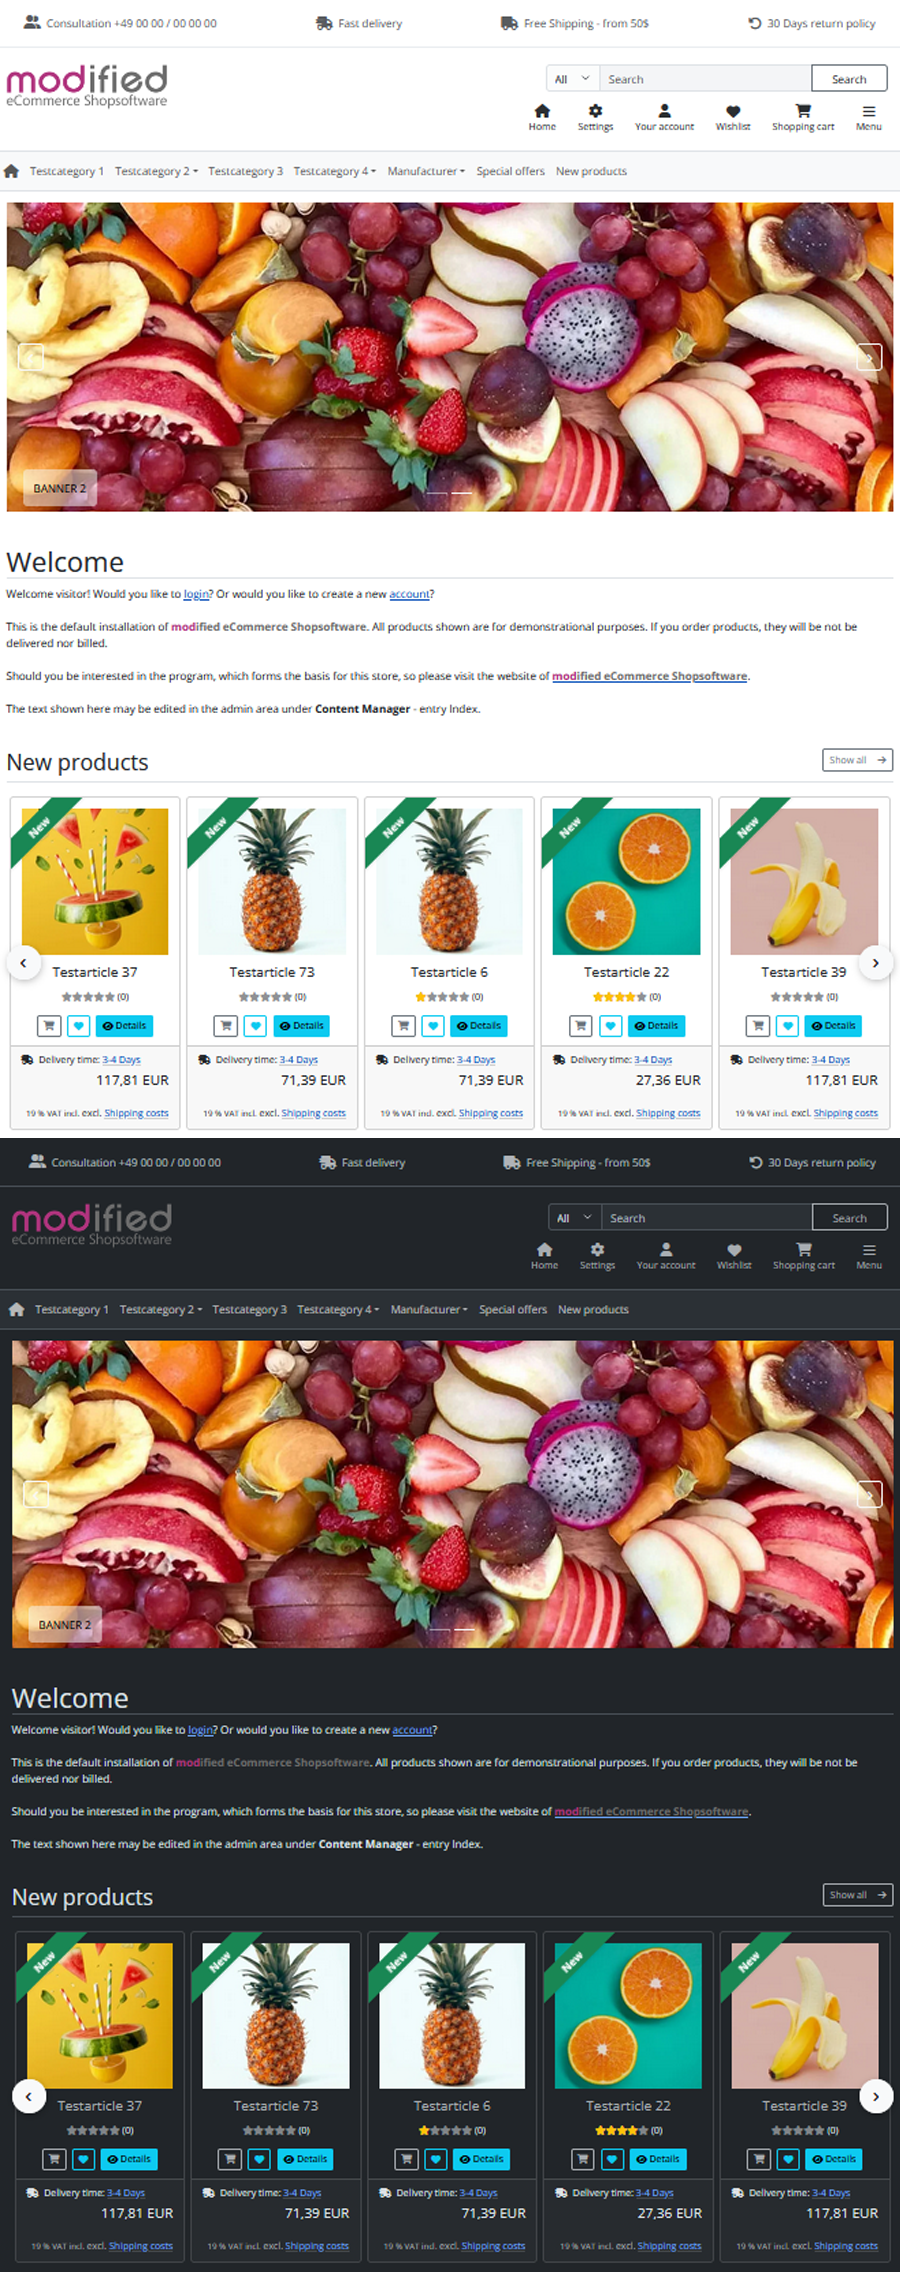 Consultation +49 00 00 / 00 00 00 Fast delivery Free Shipping - from 50$ 30 Days return policy
modified
eCommerce Shopsoftware
All Search Search
Home Settings Your account Wishlist Shopping cart Menu
Testcategory 1 Testcategory 2 Testcategory 3 Testcategory 4 Manufacturer Special offers New products
BANNER 2
Welcome
Welcome visitor! Would you like to login? Or would you like to create a new account?
This is the default installation of modified eCommerce Shopsoftware. All products shown are for demonstrational purposes. If you order products, they will be not be
delivered nor billed.
Should you be interested in the program, which forms the basis for this store, so please visit the website of modified eCommerce Shopsoftware.
The text shown here may be edited in the admin area under Content Manager - entry Index.
New products Show all
New New New New New
Testarticle 37 Testarticle 73 Testarticle 6 Testarticle 22 Testarticle 39
(0) (0) (0) (0) (0)
Details Details Details Details Details
Delivery time: 3-4 Days Delivery time: 3-4 Days Delivery time: 3-4 Days Delivery time: 3-4 Days Delivery time: 3-4 Days
117,81 EUR 71,39 EUR 71,39 EUR 27,36 EUR 117,81 EUR
19 % VAT incl. excl. Shipping costs 19 % VAT incl. excl. Shipping costs 19 % VAT incl. excl. Shipping costs 19 % VAT incl. excl. Shipping costs 19 % VAT incl. excl. Shipping costs
Consultation +49 00 00 / 00 00 00 Fast delivery Free Shipping - from 50$ 30 Days return policy
modified
eCommerce Shopsoftware
All Search Search
Home Settings Your account Wishlist Shopping cart Menu
Testcategory 1 Testcategory 2 Testcategory 3 Testcategory 4 Manufacturer Special offers New products
BANNER 2
Welcome
Welcome visitor! Would you like to login? Or would you like to create a new account?
This is the default installation of modified eCommerce Shopsoftware. All products shown are for demonstrational purposes. If you order products, they will be not be
delivered nor billed.
Should you be interested in the program, which forms the basis for this store, so please visit the website of modified eCommerce Shopsoftware.
The text shown here may be edited in the admin area under Content Manager - entry Index.
New products Show all
New New New New New
Testarticle 37 Testarticle 73 Testarticle 6 Testarticle 22 Testarticle 39
(0) (0) (0) (0) (0)
Details Details Details Details Details
Delivery time: 3-4 Days Delivery time: 3-4 Days Delivery time: 3-4 Days Delivery time: 3-4 Days Delivery time: 3-4 Days
117,81 EUR 71,39 EUR 71,39 EUR 27,36 EUR 117,81 EUR
19 % VAT incl. excl. Shipping costs 19 % VAT incl. excl. Shipping costs 19 % VAT incl. excl. Shipping costs 19 % VAT incl. excl. Shipping costs 19 % VAT incl. excl. Shipping costs